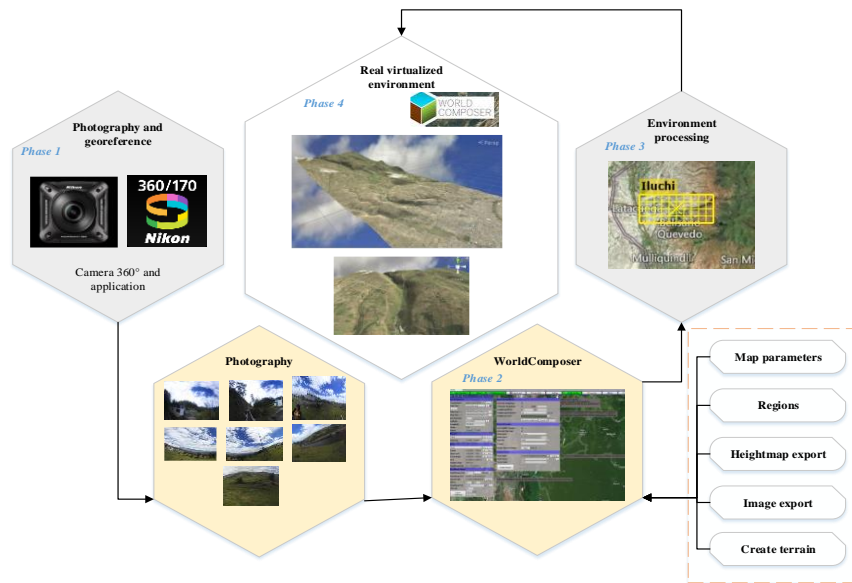 Photography and
georeference
Phase 1
360/170
Nikon
Camera 360° and
application
Real virtualized
environment
Phase 4
WORLD
COMPOSER
Persp
Environment
processing
Phase 3
Iluchi
Quevedo
Mulliquindil
San Mi
Photography
WorldComposer
Phase 2
Map parameters
Regions
Heightmap export
Image export
Create terrain